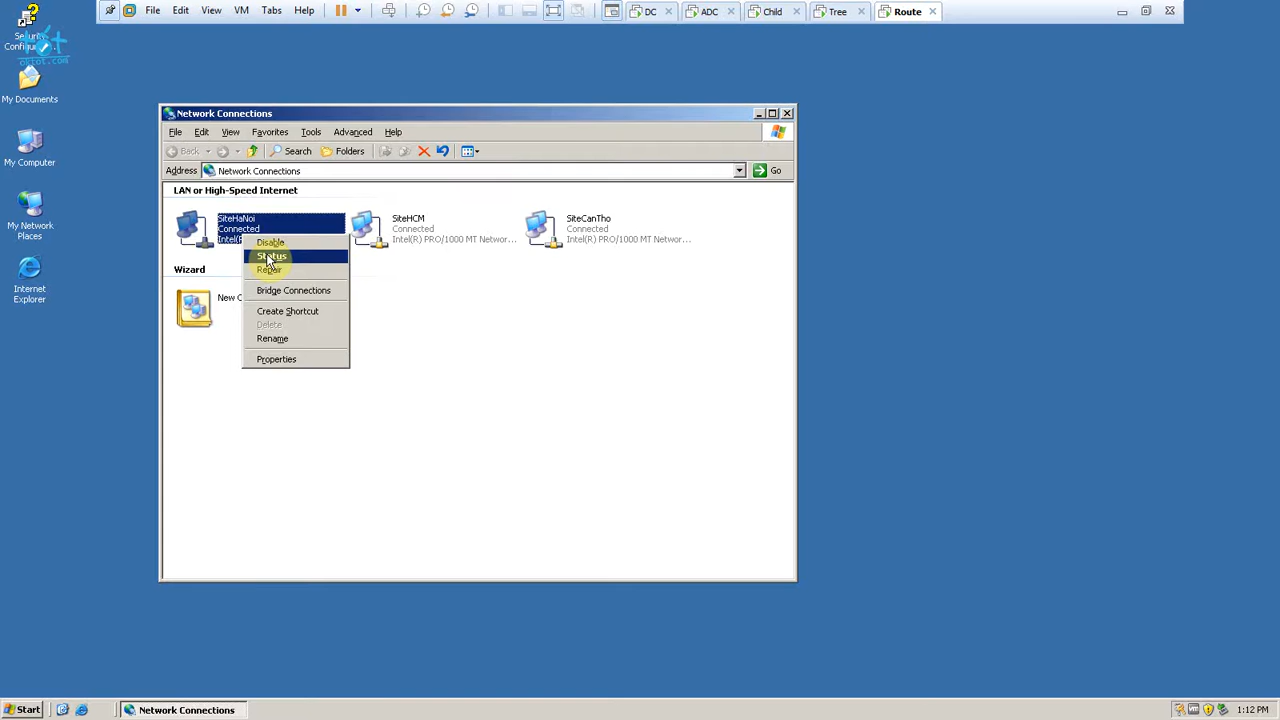 File Edit View VM Tabs Help
DC ADC Child Tree Route
Security
My Documents
My Computer
My Network
Places
Internet
Explorer
Network Connections
File Edit View Favorites Tools Advanced Help
Back Search Folders
Address Network Connections Go
LAN or High-Speed Internet
SiteHaNoi
Connected
SiteHCM
Connected
Intel(R) PRO/1000 MT Networ...
SiteCanTho
Connected
Intel(R) PRO/1000 MT Networ...
Disable
Status
Repair
Bridge Connections
Create Shortcut
Delete
Rename
Properties
Wizard
New C
Start Network Connections 1:12 PM